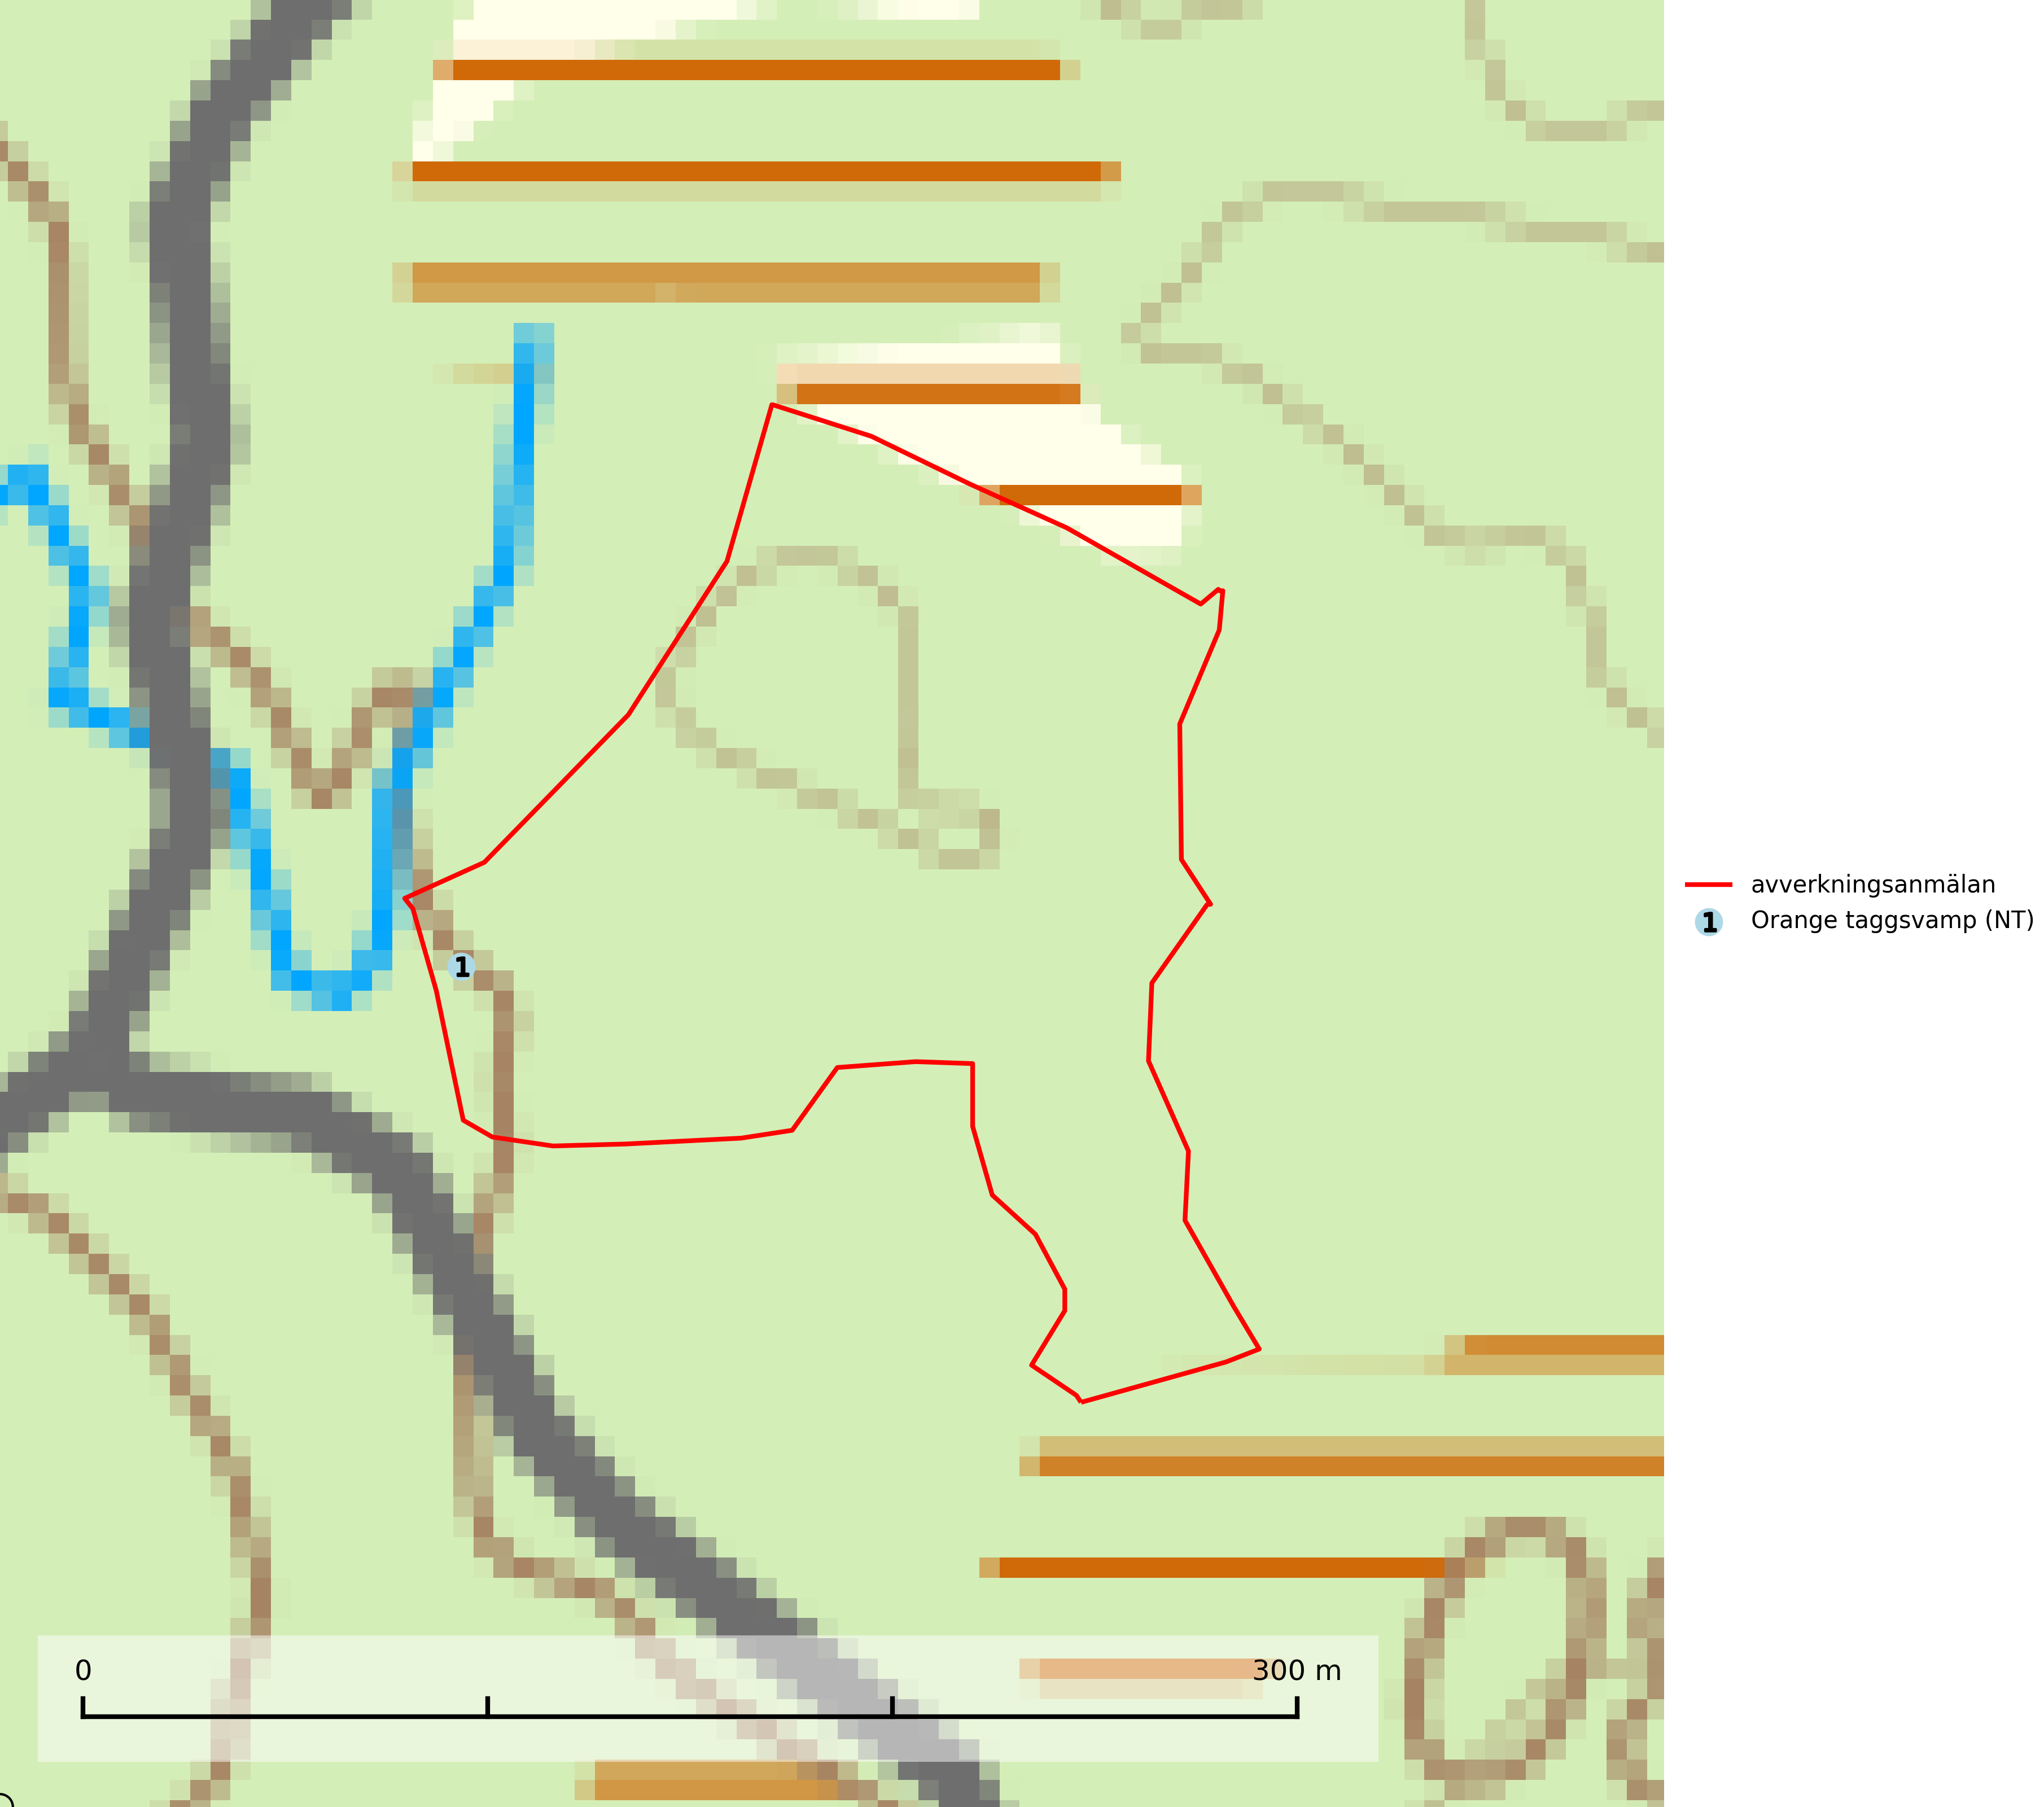 avverkningsanmälan
1 Orange taggsvamp (NT)
1
0 300 m